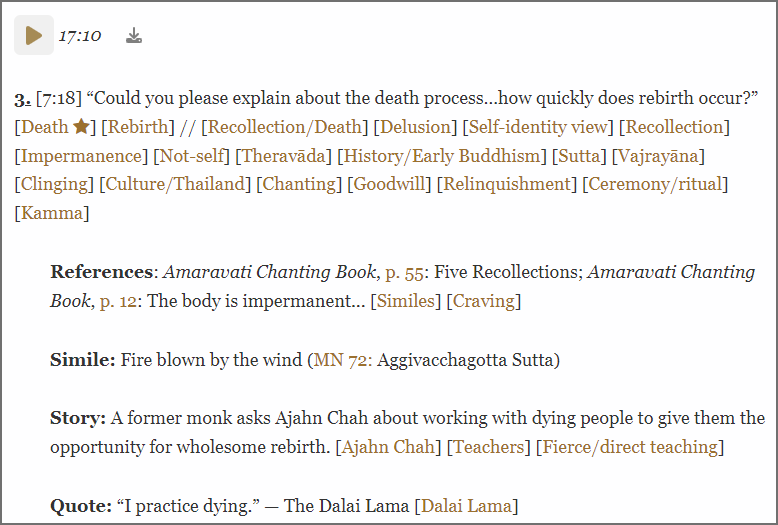 17:10
3. [7:18] “Could you please explain about the death process...how quickly does rebirth occur?”
[Death ★] [Rebirth] // [Recollection/Death] [Delusion] [Self-identity view] [Recollection]
[Impermanence] [Not-self] [Theravāda] [History/Early Buddhism] [Sutta] [Vajrayāna]
[Clinging] [Culture/Thailand] [Chanting] [Goodwill] [Relinquishment] [Ceremony/ritual]
[Kamma]
References: Amaravati Chanting Book, p. 55: Five Recollections; Amaravati Chanting
Book, p. 12: The body is impermanent... [Similes] [Craving]
Simile: Fire blown by the wind (MN 72: Aggivacchagotta Sutta)
Story: A former monk asks Ajahn Chah about working with dying people to give them the
opportunity for wholesome rebirth. [Ajahn Chah] [Teachers] [Fierce/direct teaching]
Quote: “I practice dying.” — The Dalai Lama [Dalai Lama]